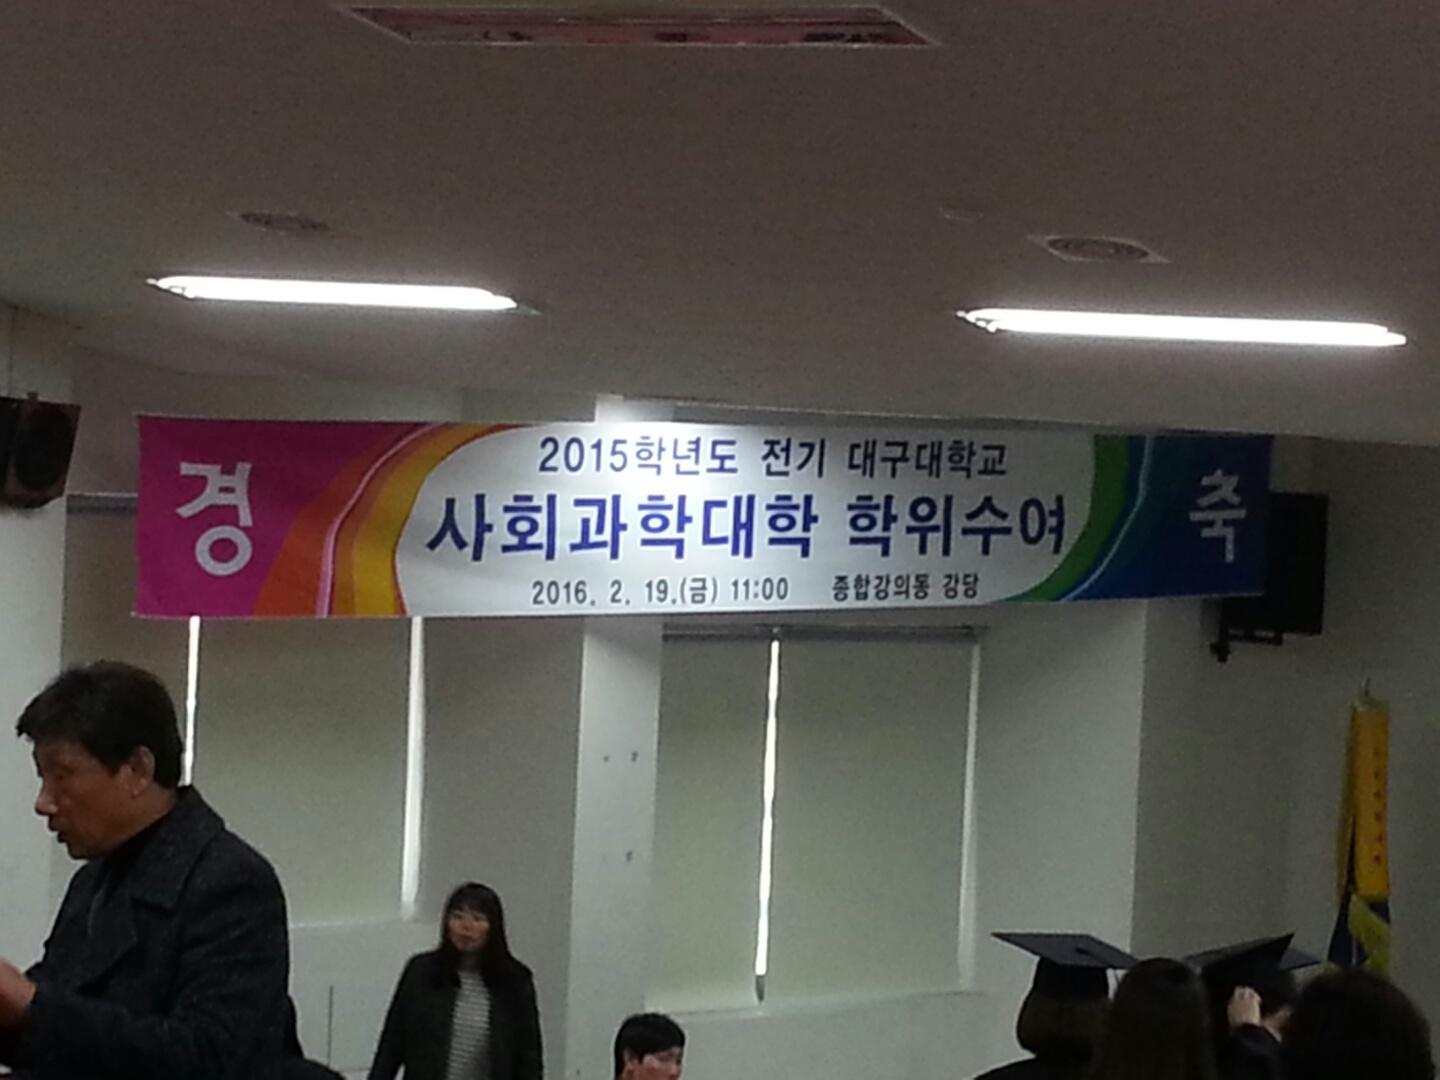 경 축
2015학년도 전기 대구대학교
사회과학대학 학위수여
2016. 2. 19.(금) 11:00 종합강의동 강당